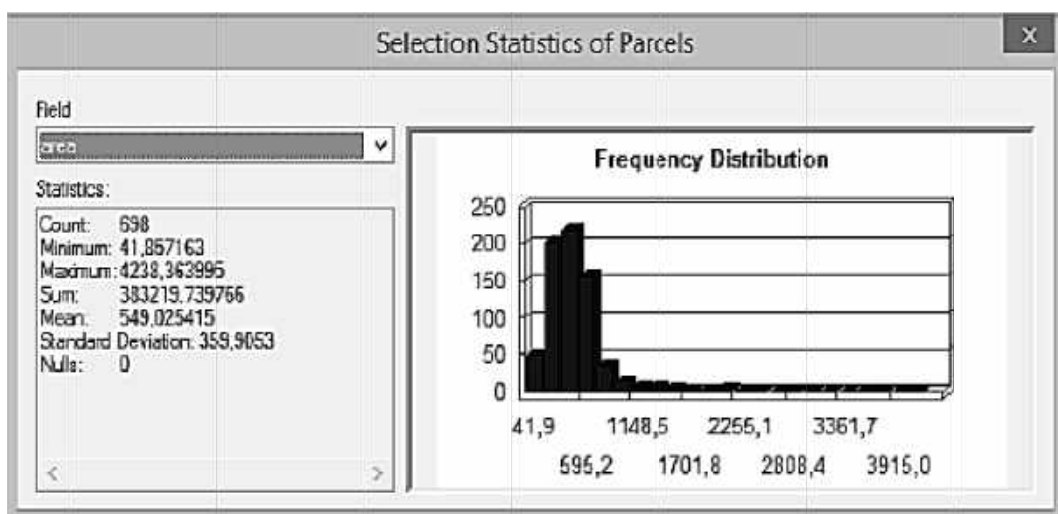 Selection Statistics of Parcels
x
Field
area
Statistics:
Count: 698
Minimum: 41,857163
Maximum: 4238,363995
Sum: 383219,739766
Mean: 549,025415
Standard Deviation: 359,9053
Nulls: 0
Frequency Distribution
250
200
150
100
50
0
41,9 1148,5 2255,1 3361,7
595,2 1701,8 2808,4 3915,0